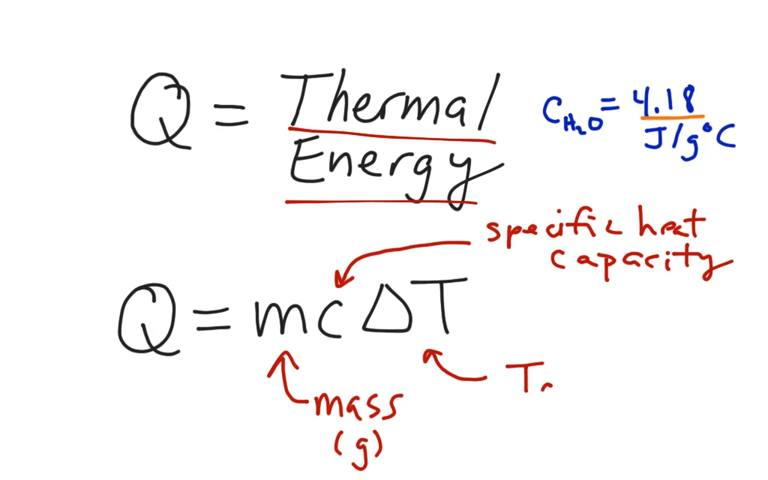 Q = Thermal
Energy
C H₂O = 4.18
J/g°C
specific heat
capacity
Q = mcΔT
mass
(g)